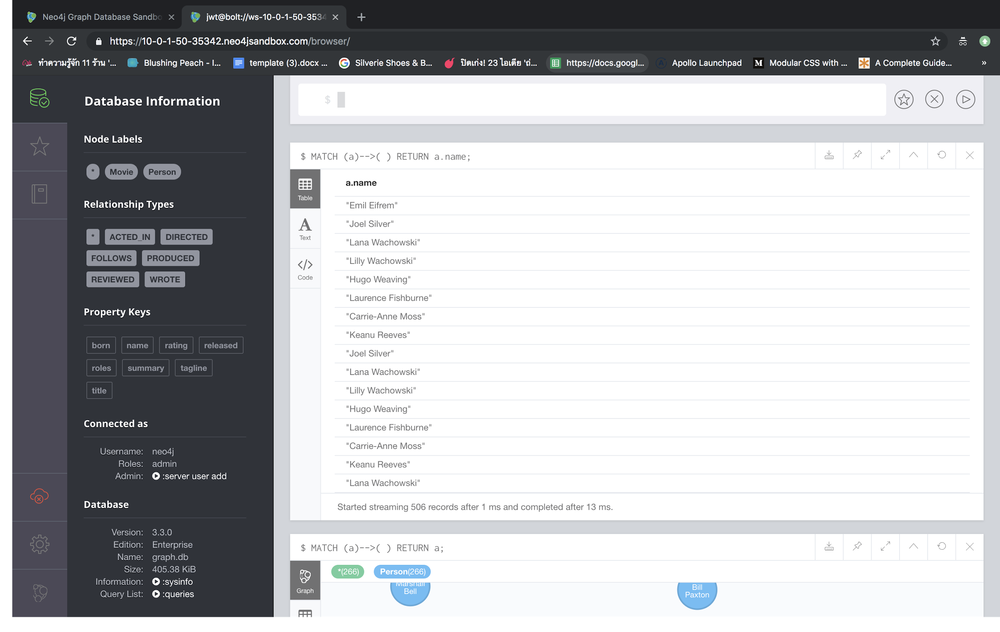 Neo4j Graph Database Sandbo
jwt@bolt://ws-10-0-1-50-3534
https://10-0-1-50-35342.neo4jsandbox.com/browser/
ทำความรู้จัก 11 ร้าน '...
Blushing Peach - I...
template (3).docx ...
Silverie Shoes & B...
ปิดเก่ง! 23 ไอเดีย 'ถ่...
https://docs.googl...
Apollo Launchpad
M Modular CSS with ...
A Complete Guide...
»
Database Information
Node Labels
* Movie Person
Relationship Types
* ACTED_IN DIRECTED
FOLLOWS PRODUCED
REVIEWED WROTE
Property Keys
born name rating released
roles summary tagline
title
Connected as
Username: neo4j
Roles: admin
Admin: :server user add
Database
Version: 3.3.0
Edition: Enterprise
Name: graph.db
Size: 405.38 KiB
Information: :sysinfo
Query List: :queries
$
$ MATCH (a)-->( ) RETURN a.name;
Table
Text
Code
a.name
"Emil Eifrem"
"Joel Silver"
"Lana Wachowski"
"Lilly Wachowski"
"Hugo Weaving"
"Laurence Fishburne"
"Carrie-Anne Moss"
"Keanu Reeves"
"Joel Silver"
"Lana Wachowski"
"Lilly Wachowski"
"Hugo Weaving"
"Laurence Fishburne"
"Carrie-Anne Moss"
"Keanu Reeves"
"Lana Wachowski"
Started streaming 506 records after 1 ms and completed after 13 ms.
$ MATCH (a)-->( ) RETURN a;
Graph
*(266) Person(266)
Marshall
Bell
Bill
Paxton